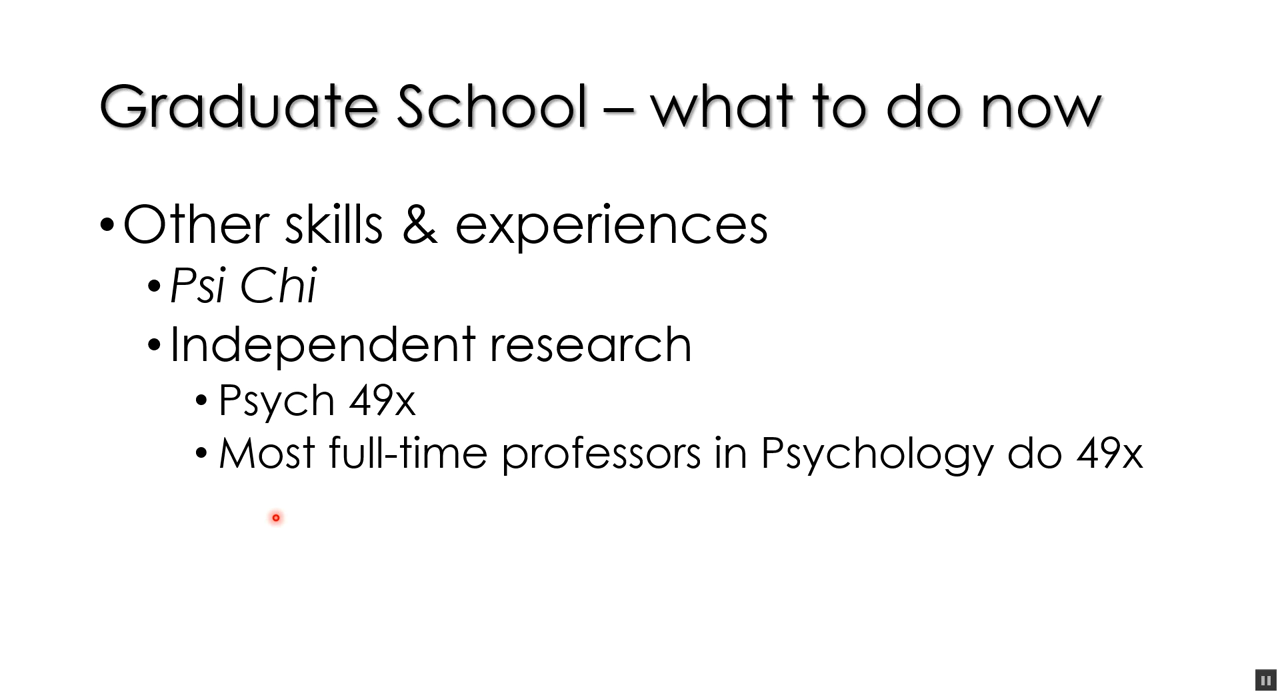 Graduate School – what to do now
•Other skills & experiences
•Psi Chi
•Independent research
•Psych 49x
•Most full-time professors in Psychology do 49x